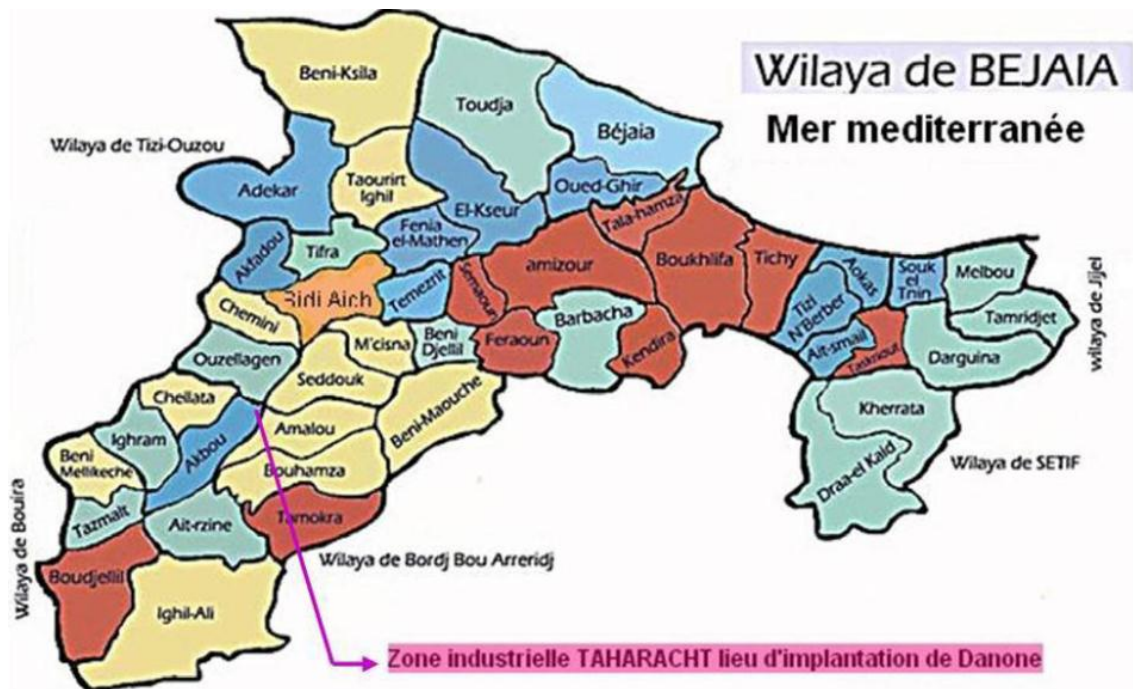 Wilaya de BEJAIA
Mer mediterranée
Beni-Ksila
Toudja
Béjaia
Wilaya de Tizi-Ouzou
Adekar
Taourirt
Ighil
El-Kseur
Oued-Ghir
Tala-hamza
Fenia
el-Mathen
Akfadou
Tifra
amizour
Boukhlifa
Tichy
Aokas
Souk
el
Tnin
Melbou
wilaya de Jijel
Sidi Aich
Temezrit
Semaoun
Tizi
N'Berber
Tamridjet
Chemini
Barbacha
Ouzellagen
M'cisna
Beni
Djellil
Feraoun
Kendira
Ait-smail
Taskriout
Darguina
Seddouk
Chellata
Beni-Maouche
Kherrata
Amalou
Ighram
Akbou
Beni
Mellikeche
Bouhamza
Draa-el Kaid
Wilaya de SETIF
Wilaya de Bouira
Tazmalt
Ait-rzine
Tamokra
Wilaya de Bordj Bou Arreridj
Boudjellil
Ighil-Ali
Zone industrielle TAHARACHT lieu d'implantation de Danone